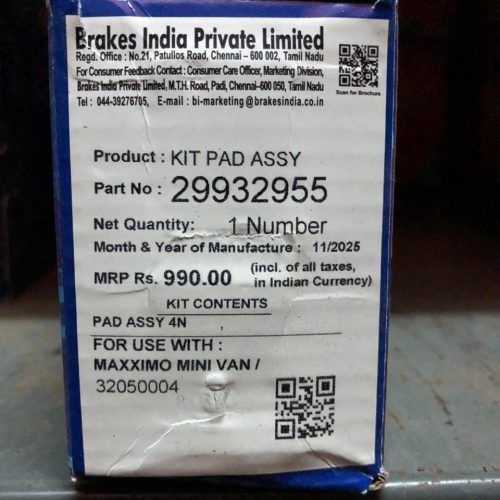 Brakes India Private Limited
Regd. Office : No.21, Patullos Road, Chennai – 600 002, Tamil Nadu
For Consumer Feedback Contact : Consumer Care Officer, Marketing Division,
Brakes India Private Limited, M.T.H. Road, Padi, Chennai-600 050, Tamil Nadu
Tel : 044-39276705, E-mail : bi-marketing@brakesindia.co.in
Scan for Brochure
Product : KIT PAD ASSY
Part No : 29932955
Net Quantity: 1 Number
Month & Year of Manufacture : 11/2025
MRP Rs. 990.00 (incl. of all taxes,
in Indian Currency)
KIT CONTENTS
PAD ASSY 4N
FOR USE WITH :
MAXXIMO MINI VAN /
32050004